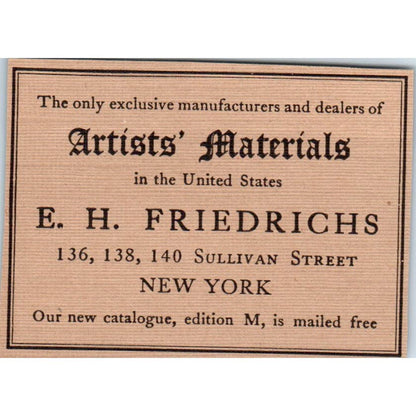 The only exclusive manufacturers and dealers of
Artists' Materials
in the United States
E. H. FRIEDRICHS
136, 138, 140 SULLIVAN STREET
NEW YORK
Our new catalogue, edition M, is mailed free